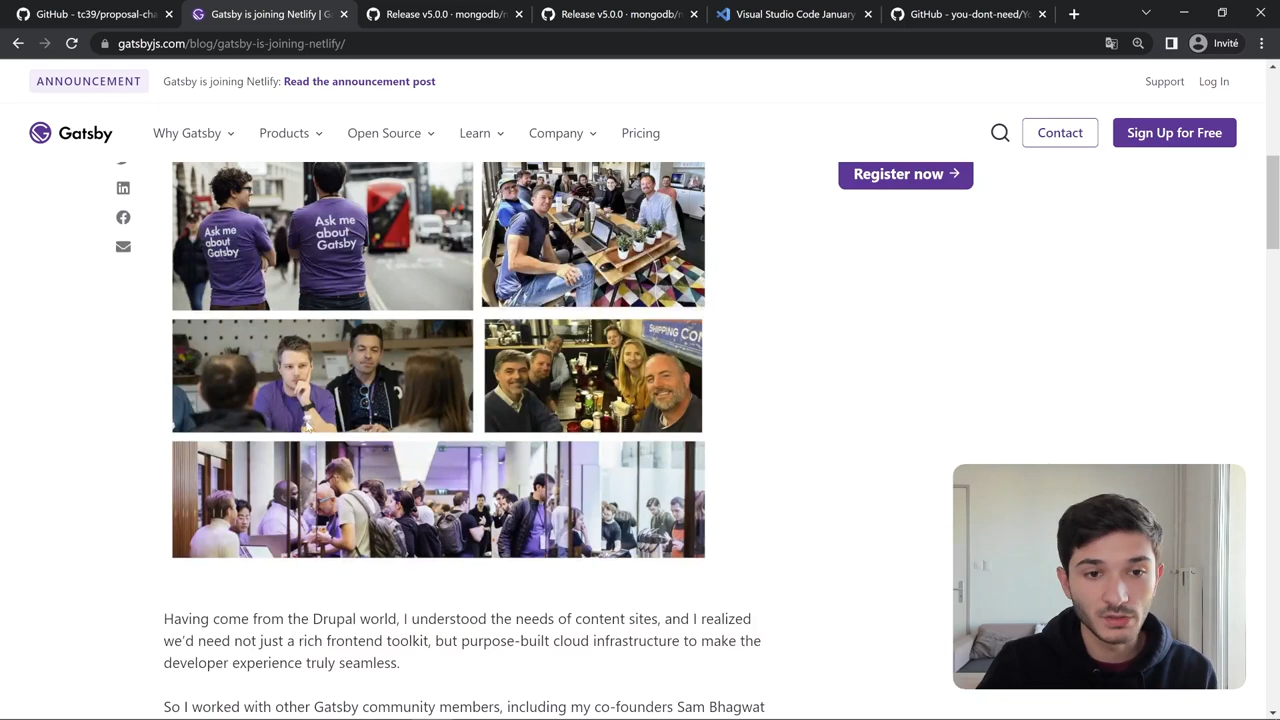 GitHub - tc39/proposal-cha
Gatsby is joining Netlify | G
Release v5.0.0 · mongodb/n
Release v5.0.0 · mongodb/m
Visual Studio Code January
GitHub - you-dont-need/Yo
gatsbyjs.com/blog/gatsby-is-joining-netlify/
Invité
ANNOUNCEMENT
Gatsby is joining Netlify: Read the announcement post
Support
Log In
Gatsby
Why Gatsby
Products
Open Source
Learn
Company
Pricing
Contact
Sign Up for Free
Register now →
Ask me
about
Gatsby
Ask me
about
Gatsby
SHIPPING CO
Having come from the Drupal world, I understood the needs of content sites, and I realized
we’d need not just a rich frontend toolkit, but purpose-built cloud infrastructure to make the
developer experience truly seamless.
So I worked with other Gatsby community members, including my co-founders Sam Bhagwat